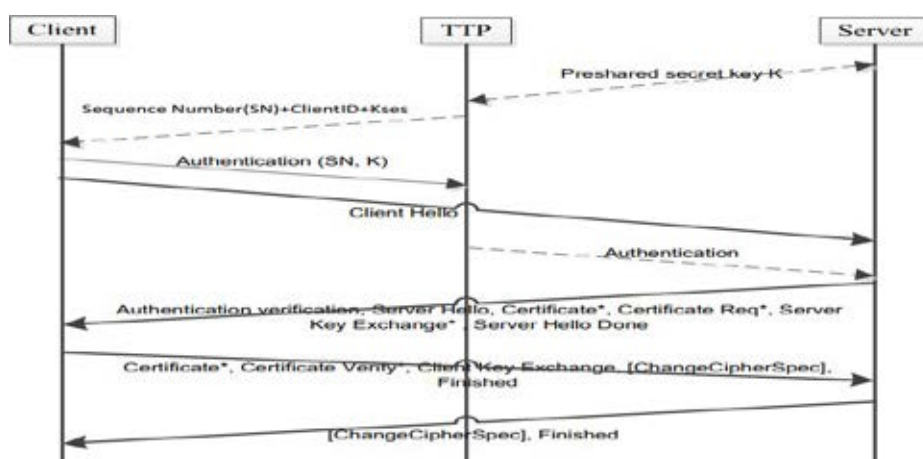 Client
TTP
Server
Preshared secret key K
Sequence Number(SN)+ClientID+Kses
Authentication (SN, K)
Client Hello
Authentication
Authentication verification, Server Hello, Certificate*, Certificate Req*, Server
Key Exchange* , Server Hello Done
Certificate*, Certificate Verify*, Client Key Exchange, [ChangeCipherSpec],
Finished
[ChangeCipherSpec], Finished